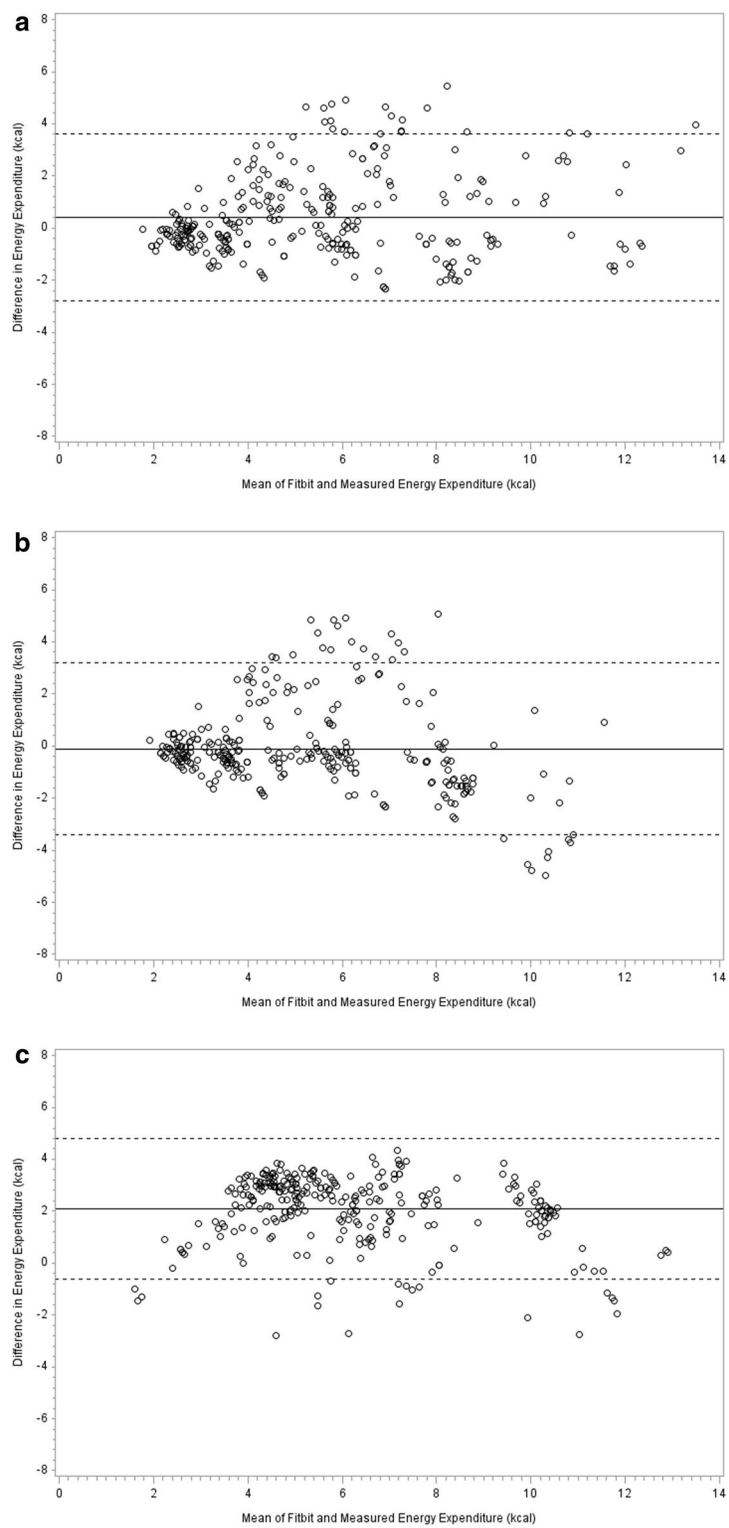 a
8
6
4
2
0
-2
-4
-6
-8
Difference in Energy Expenditure (kcal)
0 2 4 6 8 10 12 14
Mean of Fitbit and Measured Energy Expenditure (kcal)
b
8
6
4
2
0
-2
-4
-6
-8
Difference in Energy Expenditure (kcal)
0 2 4 6 8 10 12 14
Mean of Fitbit and Measured Energy Expenditure (kcal)
c
8
6
4
2
0
-2
-4
-6
-8
Difference in Energy Expenditure (kcal)
0 2 4 6 8 10 12 14
Mean of Fitbit and Measured Energy Expenditure (kcal)